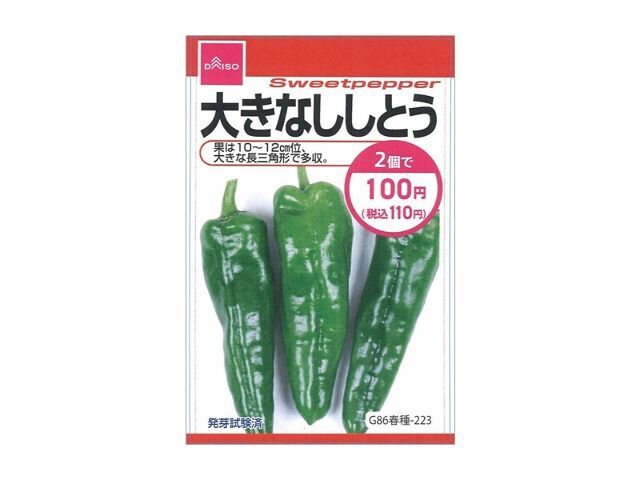 DAISO
Sweetpepper
大きなししとう
果は10～12㎝位、
大きな長三角形で多収。
2個で
100円
(税込110円)
発芽試験済
G86春種-223